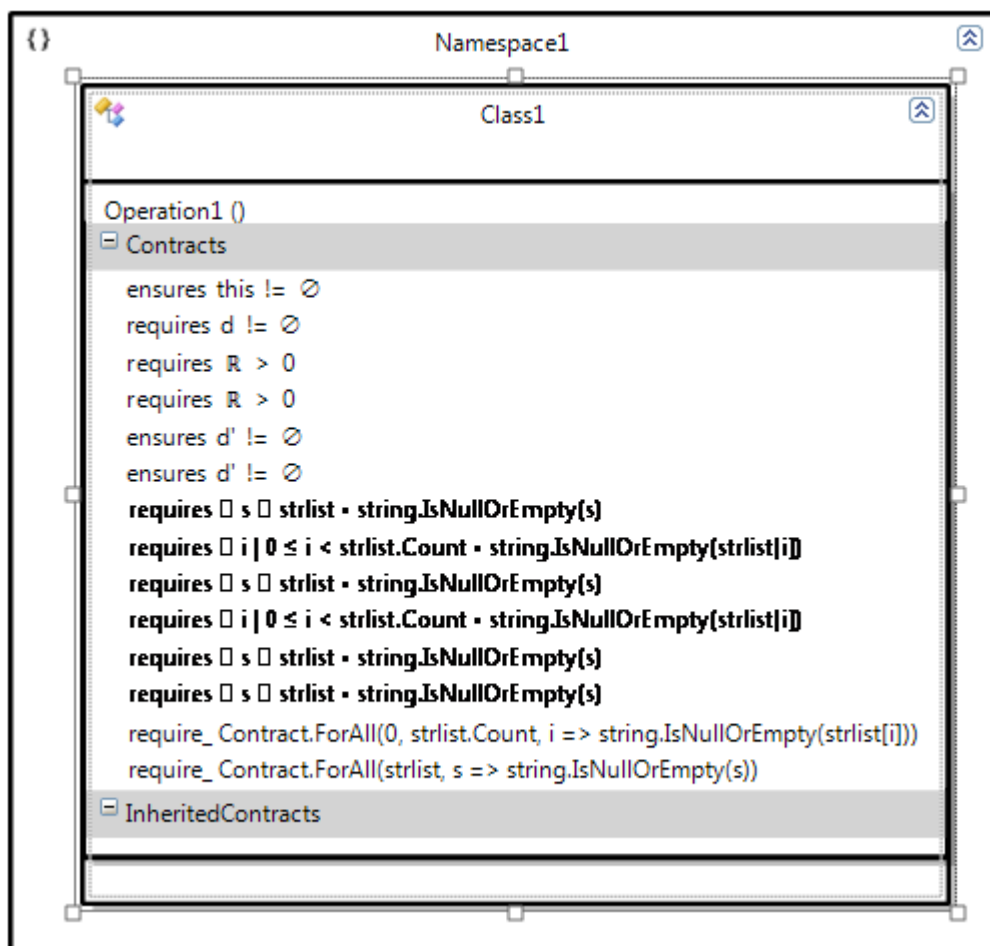 {}
Namespace1
Class1
Operation1 ()
Contracts
ensures this != ∅
requires d != ∅
requires ℝ > 0
requires ℝ > 0
ensures d' != ∅
ensures d' != ∅
requires □ s □ strlist • string.IsNullOrEmpty(s)
requires □ i | 0 ≤ i < strlist.Count • string.IsNullOrEmpty(strlist[i])
requires □ s □ strlist • string.IsNullOrEmpty(s)
requires □ i | 0 ≤ i < strlist.Count • string.IsNullOrEmpty(strlist[i])
requires □ s □ strlist • string.IsNullOrEmpty(s)
requires □ s □ strlist • string.IsNullOrEmpty(s)
require_ Contract.ForAll(0, strlist.Count, i => string.IsNullOrEmpty(strlist[i]))
require_ Contract.ForAll(strlist, s => string.IsNullOrEmpty(s))
InheritedContracts